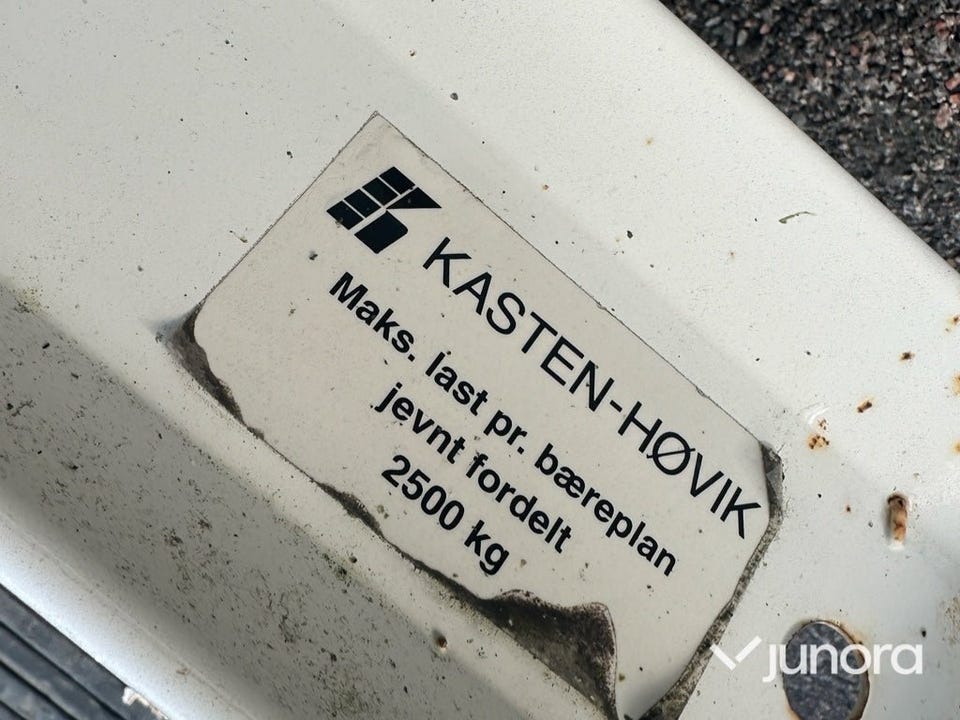 KASTEN-HØVIK
Maks. last pr. bæreplan
jevnt fordelt
2500 kg
junora